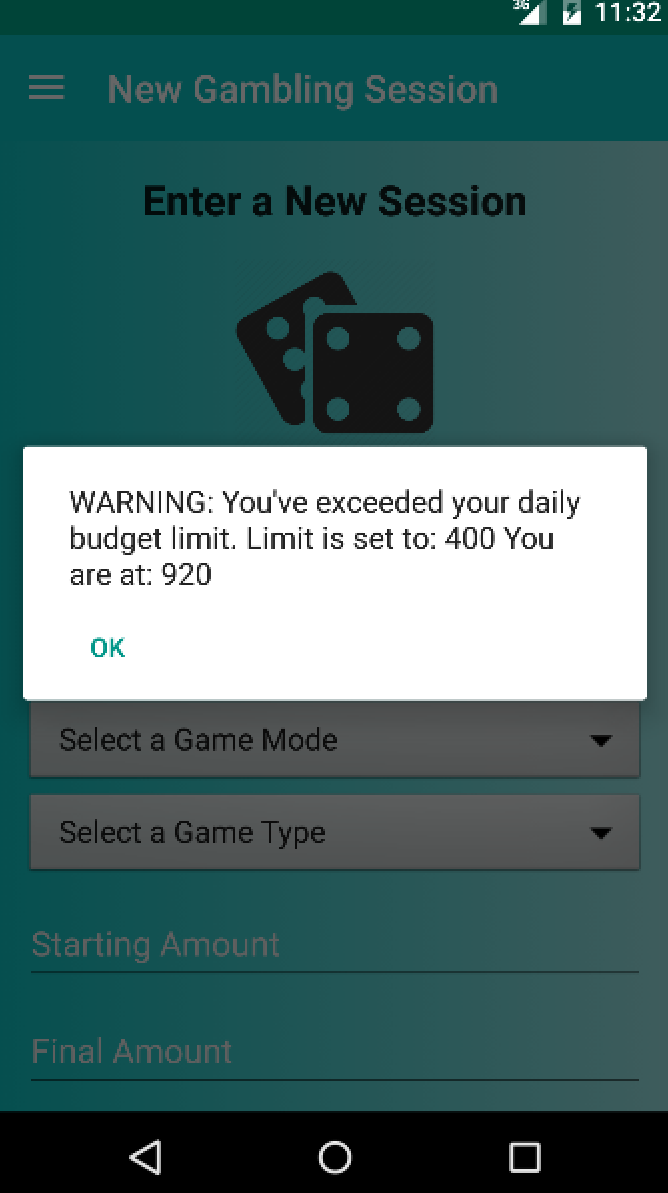 3G 11:32
New Gambling Session
Enter a New Session
WARNING: You've exceeded your daily
budget limit. Limit is set to: 400 You
are at: 920
OK
Select a Game Mode
Select a Game Type
Starting Amount
Final Amount